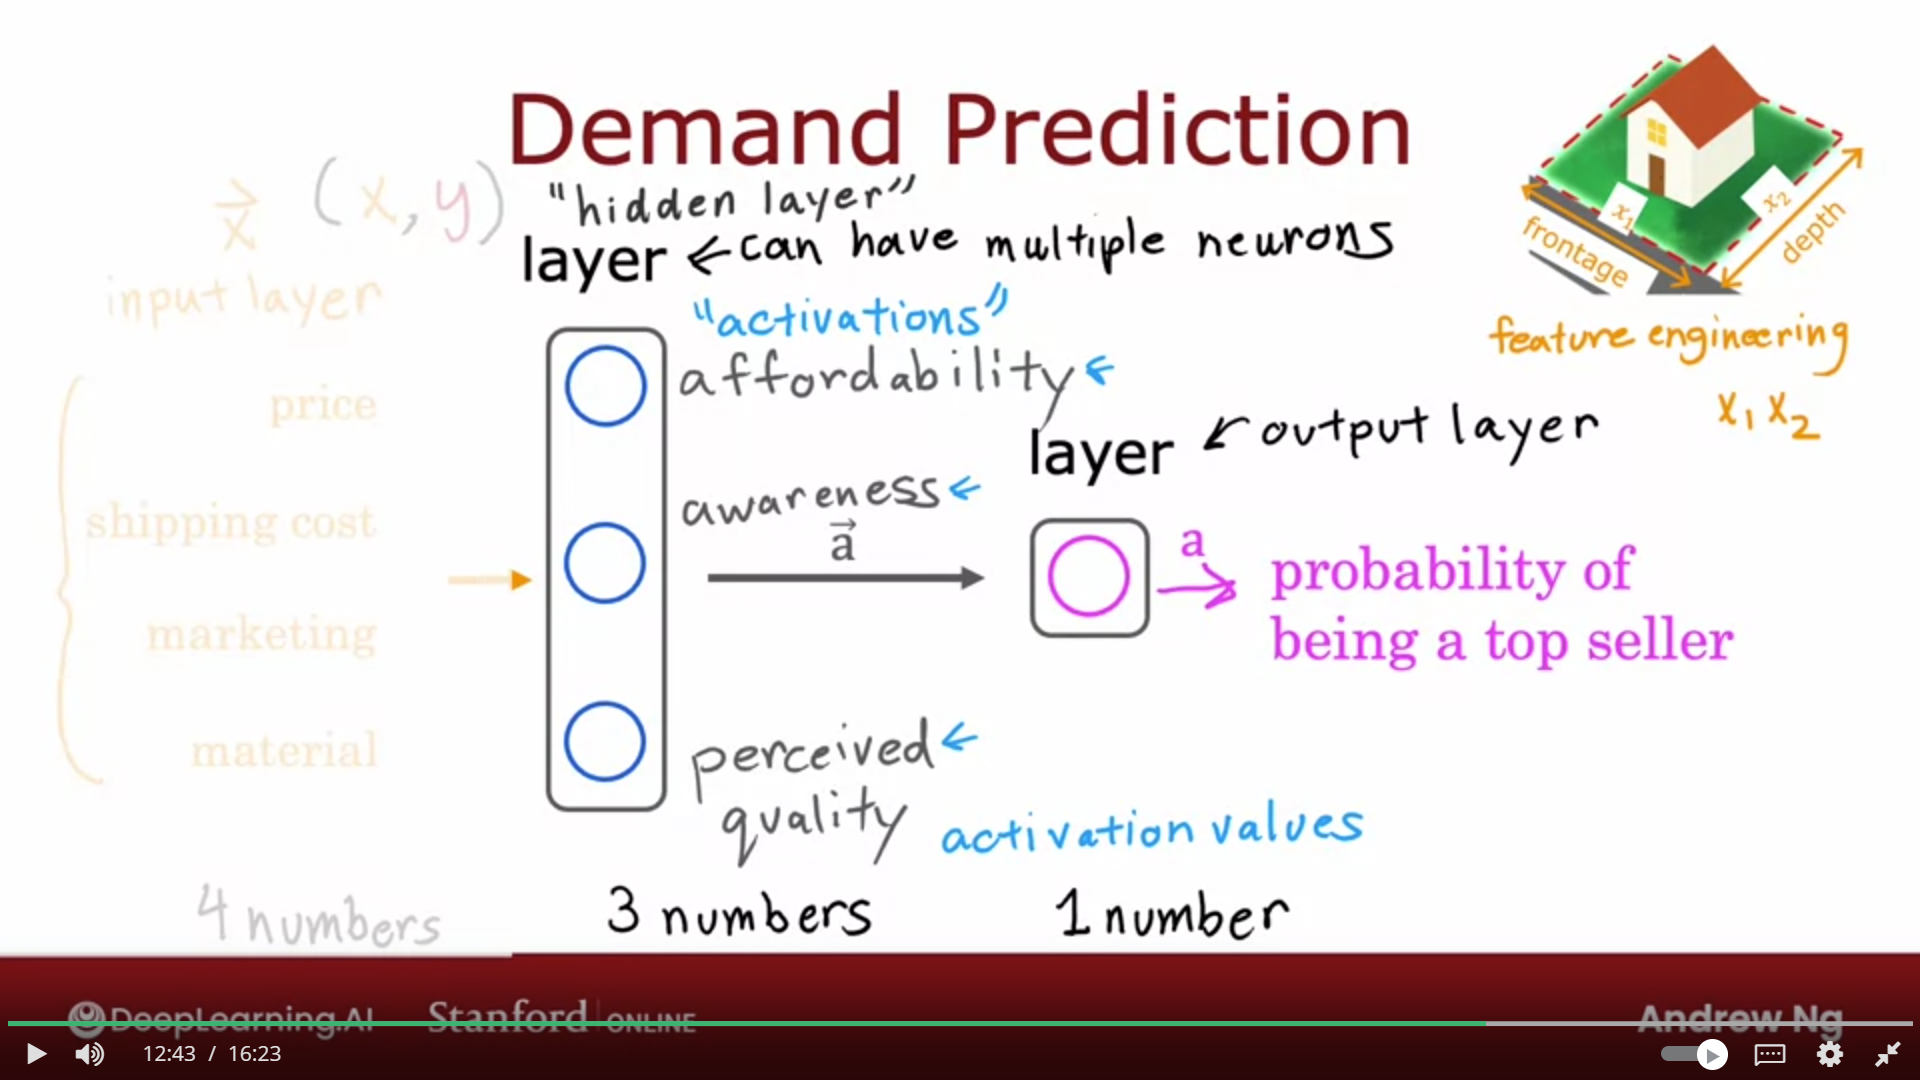 Demand Prediction
x⃗ (x, y)
"hidden layer"
layer ← can have multiple neurons
input layer
"activations"
price
shipping cost
marketing
material
affordability ←
awareness ←
a⃗
perceived ←
quality
activation values
layer ← output layer
a
probability of
being a top seller
4 numbers
3 numbers
1 number
x₁
x₂
frontage
depth
feature engineering
x₁ x₂
DeepLearning.AI
Stanford | ONLINE
Andrew Ng
12:43 / 16:23